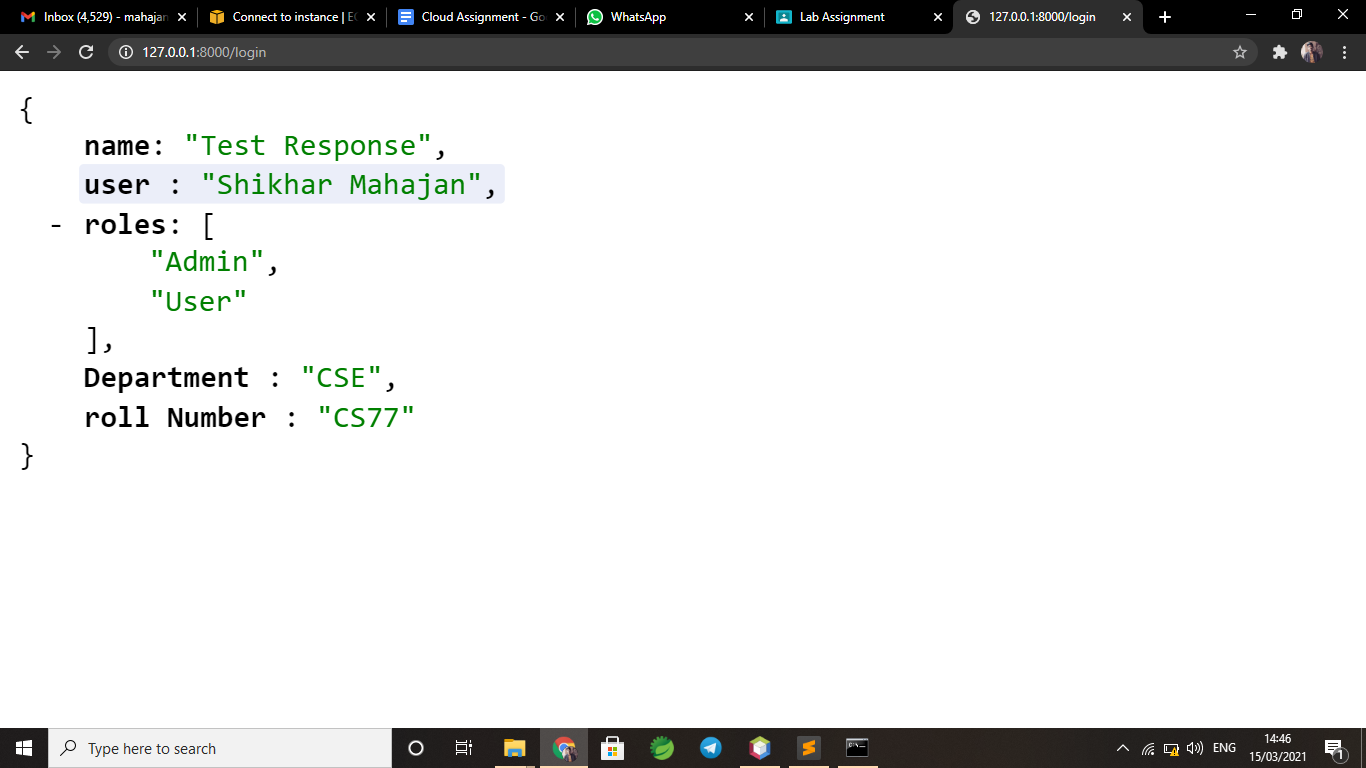 Inbox (4,529) - mahajan
Connect to instance | EC
Cloud Assignment - Goo
WhatsApp
Lab Assignment
127.0.0.1:8000/login
127.0.0.1:8000/login
{
name: "Test Response",
user : "Shikhar Mahajan",
- roles: [
"Admin",
"User"
],
Department : "CSE",
roll Number : "CS77"
}
Type here to search
ENG
14:46
15/03/2021
1